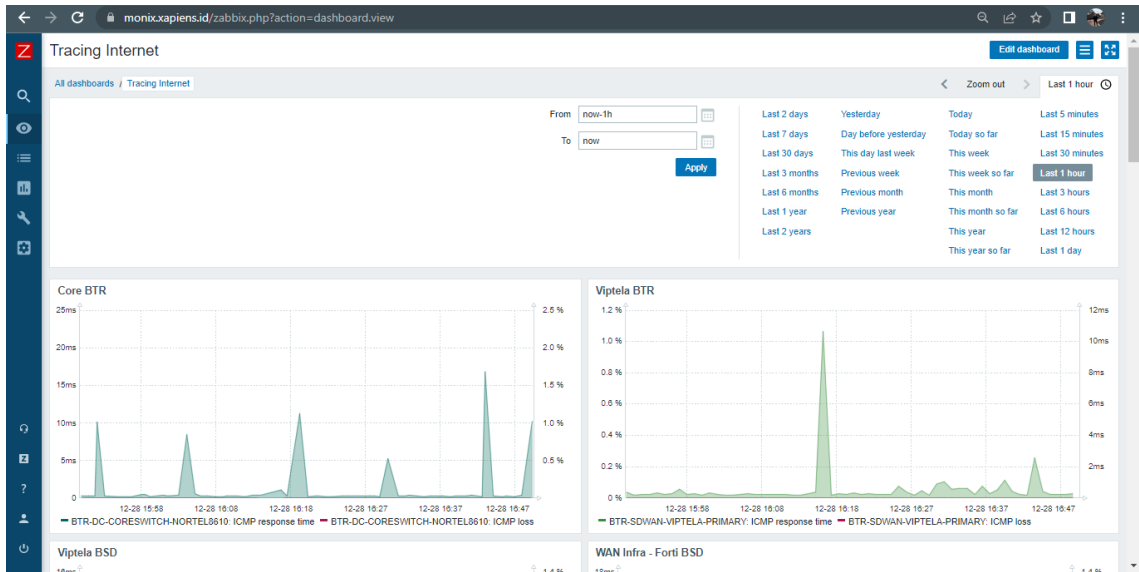 monix.xapiens.id/zabbix.php?action=dashboard.view
Z
Tracing Internet
Edit dashboard
All dashboards / Tracing Internet
Zoom out
Last 1 hour
From now-1h
To now
Apply
Last 2 days Yesterday Today Last 5 minutes
Last 7 days Day before yesterday Today so far Last 15 minutes
Last 30 days This day last week This week Last 30 minutes
Last 3 months Previous week This week so far Last 1 hour
Last 6 months Previous month This month Last 3 hours
Last 1 year Previous year This month so far Last 6 hours
Last 2 years This year Last 12 hours
This year so far Last 1 day
Core BTR
25ms 2.5 %
20ms 2.0 %
15ms 1.5 %
10ms 1.0 %
5ms 0.5 %
0
12-28 15:58 12-28 16:08 12-28 16:18 12-28 16:27 12-28 16:37 12-28 16:47
BTR-DC-CORESWITCH-NORTEL8610: ICMP response time BTR-DC-CORESWITCH-NORTEL8610: ICMP loss
Viptela BTR
1.2 % 12ms
1.0 % 10ms
0.8 % 8ms
0.6 % 6ms
0.4 % 4ms
0.2 % 2ms
0 %
12-28 15:58 12-28 16:08 12-28 16:18 12-28 16:27 12-28 16:37 12-28 16:47
BTR-SDWAN-VIPTELA-PRIMARY: ICMP response time BTR-SDWAN-VIPTELA-PRIMARY: ICMP loss
Z
?
Viptela BSD
1.4 %
WAN Infra - Forti BSD
18ms 1.4 %